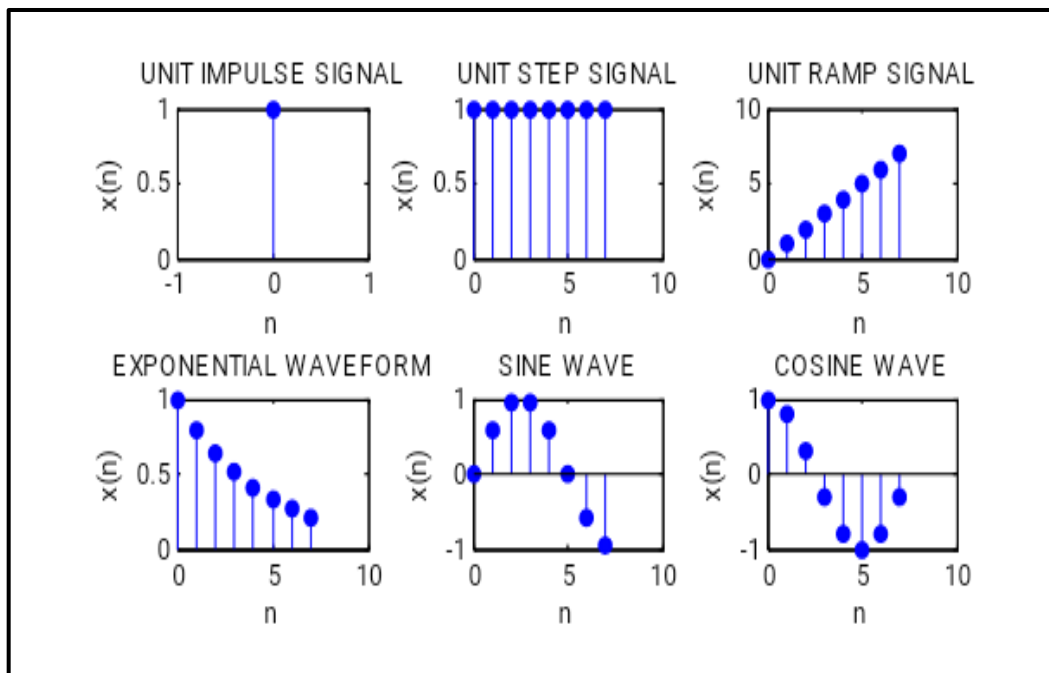 UNIT IMPULSE SIGNAL
1
0.5
0
-1
0
1
x(n)
n
UNIT STEP SIGNAL
1
0.5
0
0
5
10
x(n)
n
UNIT RAMP SIGNAL
10
5
0
0
5
10
x(n)
n
EXPONENTIAL WAVEFORM
1
0.5
0
0
5
10
x(n)
n
SINE WAVE
1
0
-1
0
5
10
x(n)
n
COSINE WAVE
1
0
-1
0
5
10
x(n)
n